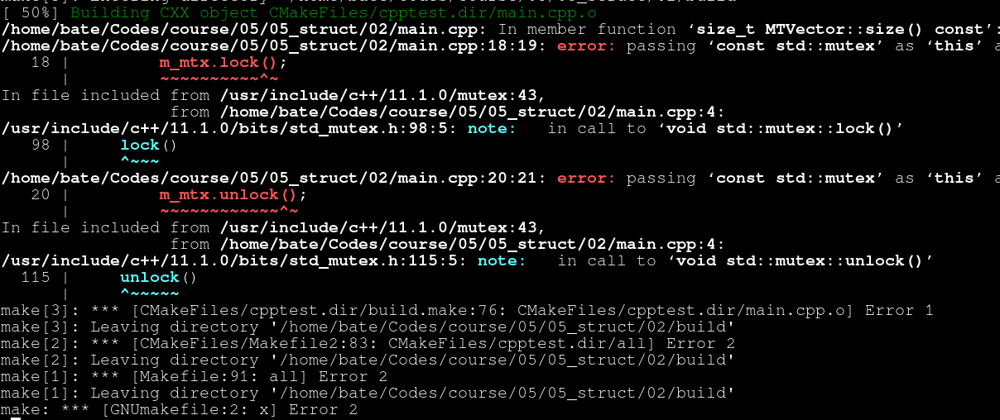 [ 50%] Building CXX object CMakeFiles/cpptest.dir/main.cpp.o
/home/bate/Codes/course/05/05_struct/02/main.cpp: In member function ‘size_t MTVector::size() const’:
/home/bate/Codes/course/05/05_struct/02/main.cpp:18:19: error: passing ‘const std::mutex’ as ‘this’ a
18 | m_mtx.lock();
| ~~~~~~~~~~^~
In file included from /usr/include/c++/11.1.0/mutex:43,
from /home/bate/Codes/course/05/05_struct/02/main.cpp:4:
/usr/include/c++/11.1.0/bits/std_mutex.h:98:5: note: in call to ‘void std::mutex::lock()’
98 | lock()
| ^~~~
/home/bate/Codes/course/05/05_struct/02/main.cpp:20:21: error: passing ‘const std::mutex’ as ‘this’ a
20 | m_mtx.unlock();
| ~~~~~~~~~~~~^~
In file included from /usr/include/c++/11.1.0/mutex:43,
from /home/bate/Codes/course/05/05_struct/02/main.cpp:4:
/usr/include/c++/11.1.0/bits/std_mutex.h:115:5: note: in call to ‘void std::mutex::unlock()’
115 | unlock()
| ^~~~~~
make[3]: *** [CMakeFiles/cpptest.dir/build.make:76: CMakeFiles/cpptest.dir/main.cpp.o] Error 1
make[3]: Leaving directory '/home/bate/Codes/course/05/05_struct/02/build'
make[2]: *** [CMakeFiles/Makefile2:83: CMakeFiles/cpptest.dir/all] Error 2
make[2]: Leaving directory '/home/bate/Codes/course/05/05_struct/02/build'
make[1]: *** [Makefile:91: all] Error 2
make[1]: Leaving directory '/home/bate/Codes/course/05/05_struct/02/build'
make: *** [GNUmakefile:2: x] Error 2